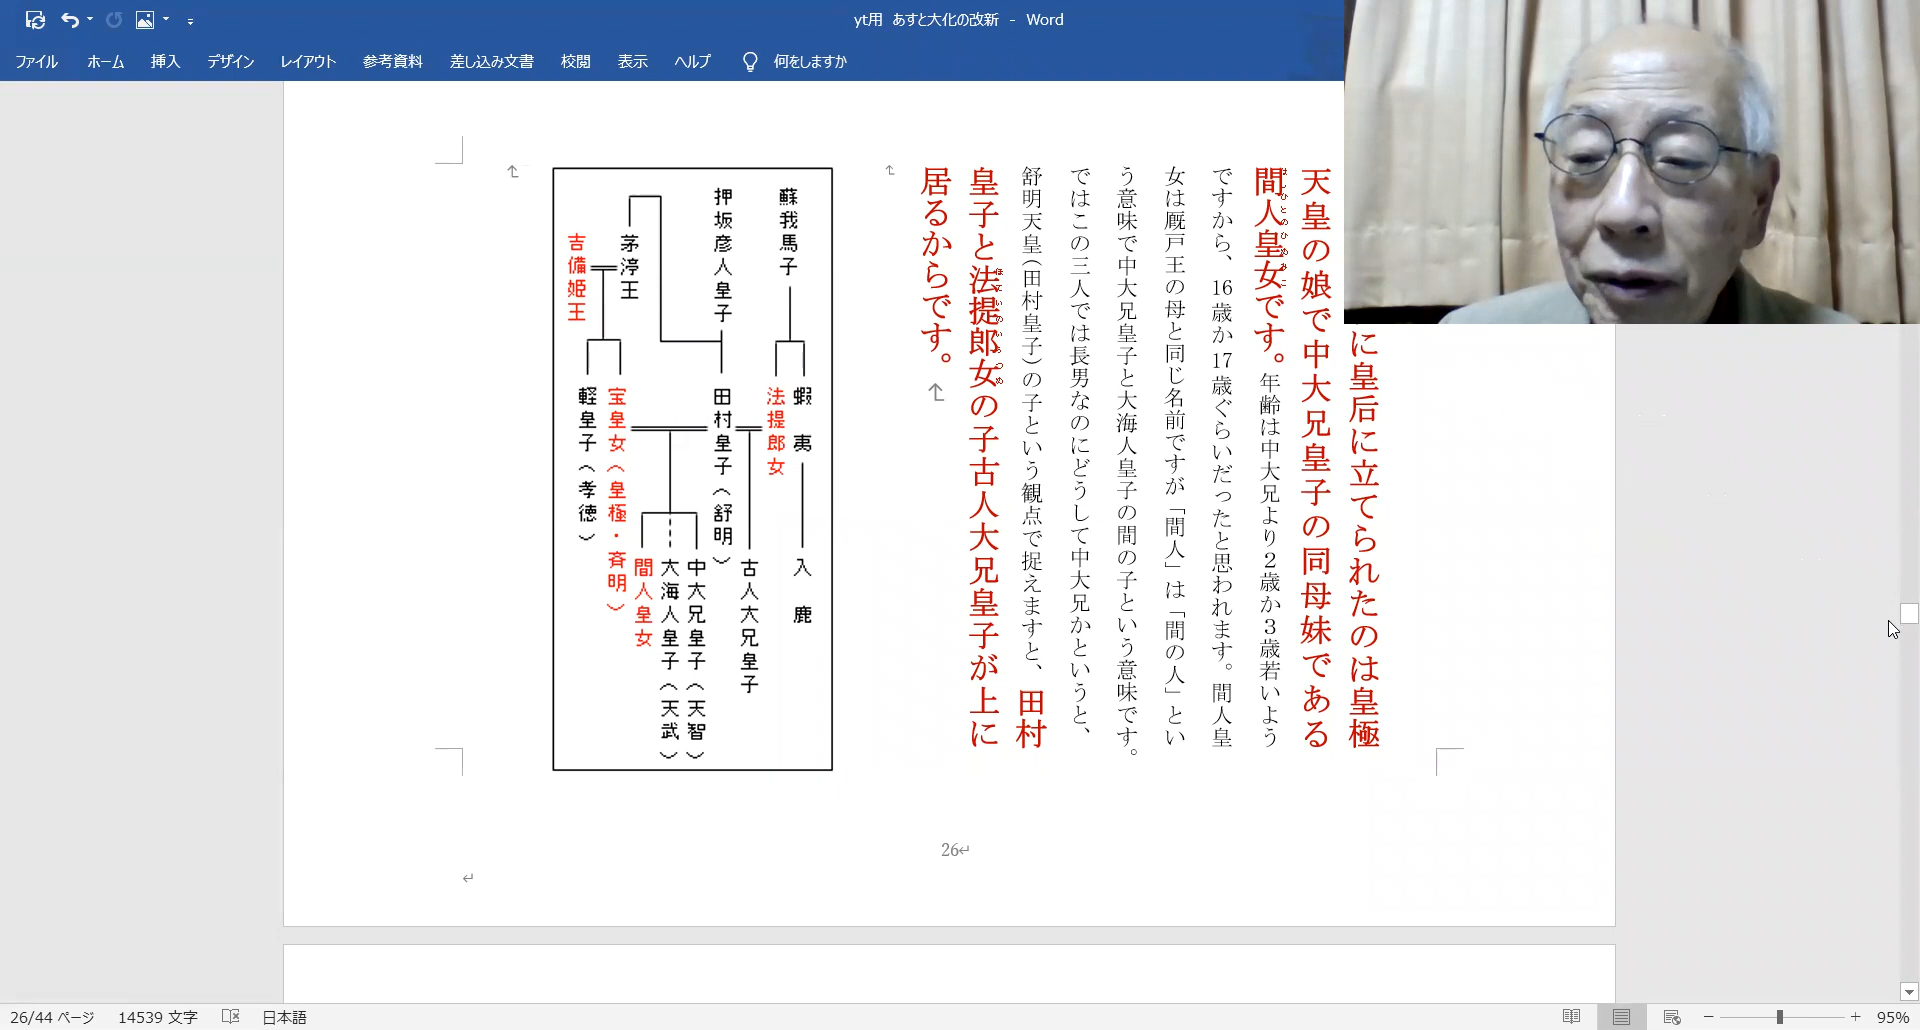 yt用 あすと大化の改新 - Word
ファイル ホーム 挿入 デザイン レイアウト 参考資料 差し込み文書 校閲 表示 ヘルプ 何をしますか
に皇后に立てられたのは皇極
天皇の娘で中大兄皇子の同母妹である
間人皇女です。年齢は中大兄より２歳か３歳若いよう
ですから、16歳か17歳ぐらいだったと思われます。間人皇
女は厩戸王の母と同じ名前ですが「間人」は「間の人」とい
う意味で中大兄皇子と大海人皇子の間の子という意味です。
ではこの三人では長男なのにどうして中大兄かというと、
舒明天皇（田村皇子）の子という観点で捉えますと、田村
皇子と法提郎女の子古人大兄皇子が上に
居るからです。
蘇我馬子
押坂彦人皇子
茅渟王
吉備姫王
蝦夷
法提郎女
田村皇子（舒明）
宝皇女（皇極・斉明）
軽皇子（孝徳）
入鹿
古人大兄皇子
中大兄皇子（天智）
大海人皇子（天武）
間人皇女
26
26/44 ページ 14539 文字 日本語 95%